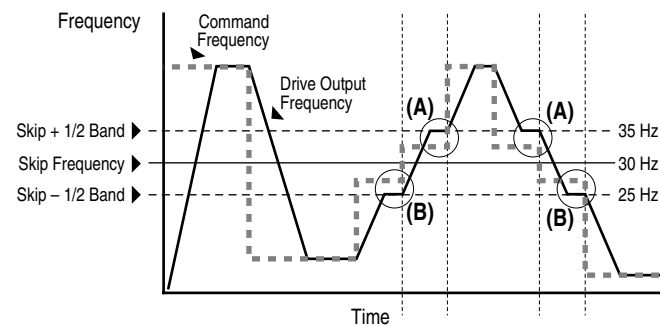 Frequency
Command
Frequency
Drive Output
Frequency
(A)
(A)
Skip + 1/2 Band
35 Hz
Skip Frequency
30 Hz
Skip – 1/2 Band
25 Hz
(B)
(B)
Time